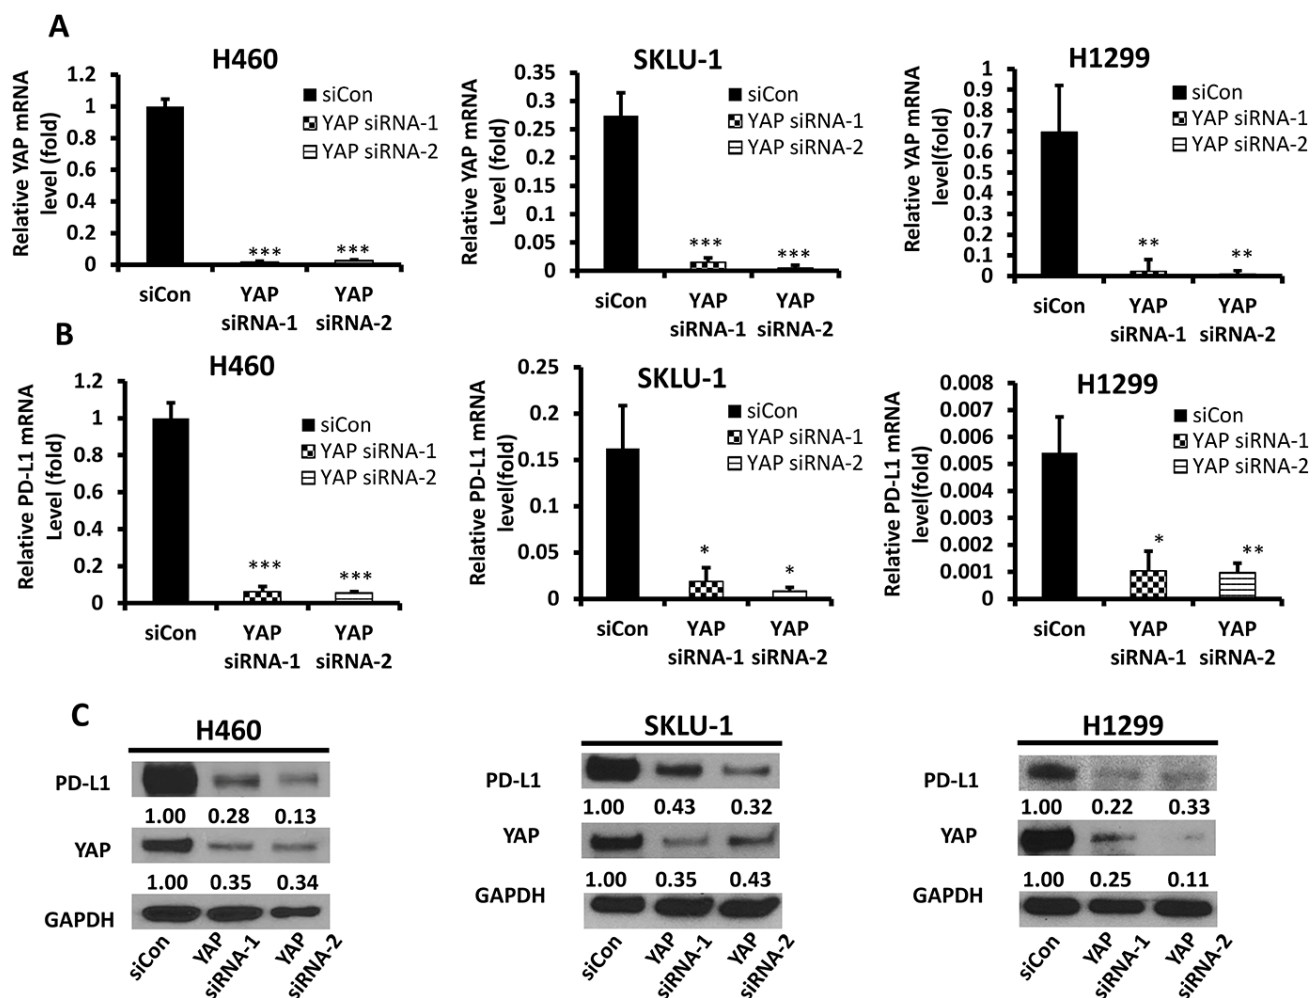 A
H460
Relative YAP mRNA
level (fold)
1.2
1
0.8
0.6
0.4
0.2
0
siCon
YAP siRNA-1
YAP siRNA-2
***
***
siCon
YAP
siRNA-1
YAP
siRNA-2
SKLU-1
Relative YAP mRNA
Level (fold)
0.35
0.3
0.25
0.2
0.15
0.1
0.05
0
siCon
YAP siRNA-1
YAP siRNA-2
***
***
siCon
YAP
siRNA-1
YAP
siRNA-2
H1299
Relative YAP mRNA
level(fold)
1
0.9
0.8
0.7
0.6
0.5
0.4
0.3
0.2
0.1
0
siCon
YAP siRNA-1
YAP siRNA-2
**
**
siCon
YAP
siRNA-1
YAP
siRNA-2
B
H460
Relative PD-L1 mRNA
Level (fold)
1.2
1
0.8
0.6
0.4
0.2
0
siCon
YAP siRNA-1
YAP siRNA-2
***
***
siCon
YAP
siRNA-1
YAP
siRNA-2
SKLU-1
Relative PD-L1 mRNA
level(fold)
0.25
0.2
0.15
0.1
0.05
0
siCon
YAP siRNA-1
YAP siRNA-2
*
*
siCon
YAP
siRNA-1
YAP
siRNA-2
H1299
Relative PD-L1 mRNA
level(fold)
0.008
0.007
0.006
0.005
0.004
0.003
0.002
0.001
0
siCon
YAP siRNA-1
YAP siRNA-2
*
**
siCon
YAP
siRNA-1
YAP
siRNA-2
C
H460
PD-L1
1.00 0.28 0.13
YAP
1.00 0.35 0.34
GAPDH
siCon
YAP
siRNA-1
YAP
siRNA-2
SKLU-1
PD-L1
1.00 0.43 0.32
YAP
1.00 0.35 0.43
GAPDH
siCon
YAP
siRNA-1
YAP
siRNA-2
H1299
PD-L1
1.00 0.22 0.33
YAP
1.00 0.25 0.11
GAPDH
siCon
YAP
siRNA-1
YAP
siRNA-2